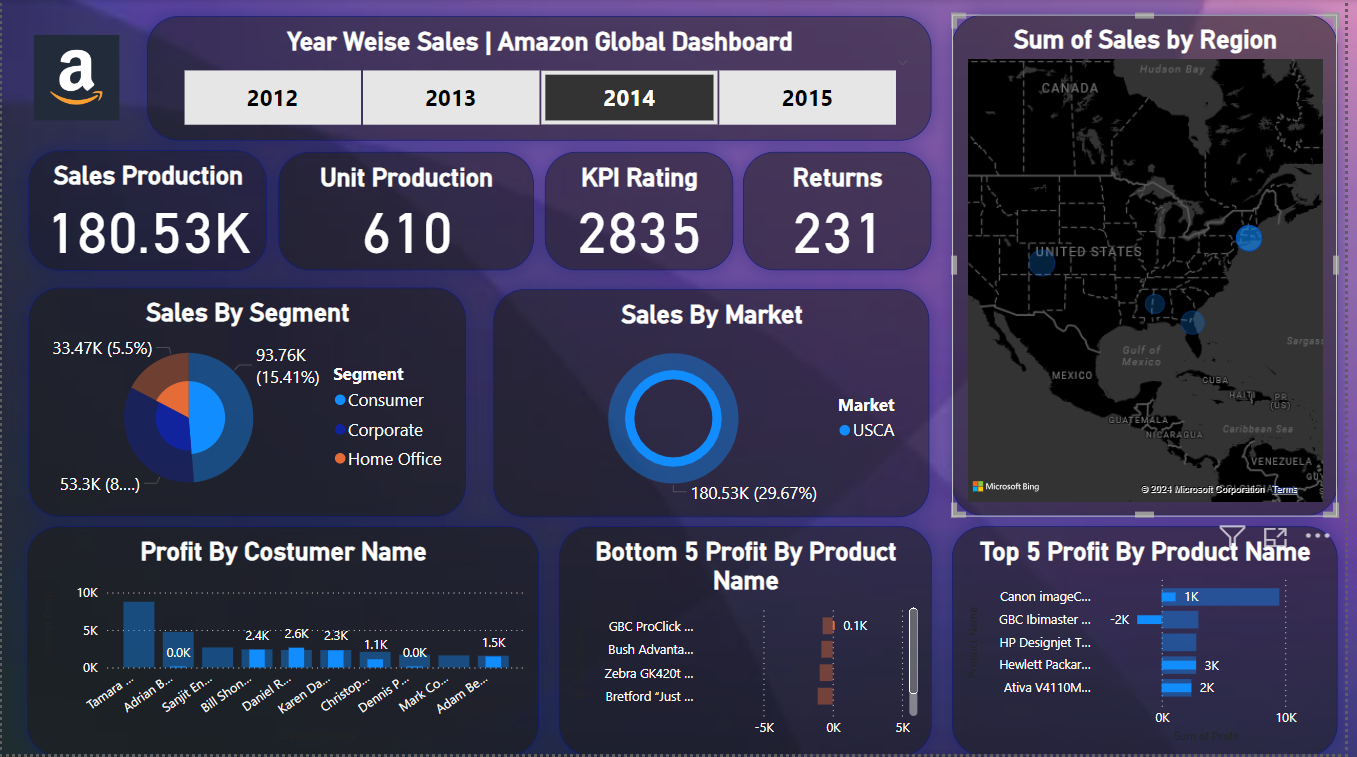 a
Year Weise Sales | Amazon Global Dashboard
2012
2013
2014
2015
Sales Production
180.53K
Unit Production
610
KPI Rating
2835
Returns
231
Sum of Sales by Region
Hudson Bay
CANADA
UNITED STATES
Gulf of
Mexico
MEXICO
CUBA
HAITI
PR
(US)
GUATEMALA
NICARAGUA
Caribbean Sea
VENEZUELA
Microsoft Bing
© 2024 Microsoft Corporation
Terms
Sales By Segment
33.47K (5.5%)
93.76K
(15.41%)
53.3K (8....)
Segment
Consumer
Corporate
Home Office
Sales By Market
180.53K (29.67%)
Market
USCA
Profit By Costumer Name
10K
5K
0K
0.0K
2.4K
2.6K
2.3K
1.1K
0.0K
1.5K
Tamara ...
Adrian B...
Sanjit En...
Bill Shon...
Daniel R...
Karen Da...
Christop...
Dennis P...
Mark Co...
Adam Be...
Bottom 5 Profit By Product
Name
GBC ProClick ...
0.1K
Bush Advanta...
Zebra GK420t ...
Bretford “Just ...
-5K
0K
5K
Top 5 Profit By Product Name
Canon imageC...
1K
GBC Ibimaster ...
-2K
HP Designjet T...
Hewlett Packar...
3K
Ativa V4110M...
2K
0K
10K